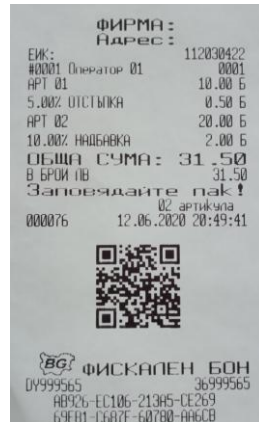 ФИРМА:
Адрес:
ЕИК: 112030422
#0001 Оператор 01 0001
АРТ 01 10.00 Б
5.00% ОТСТЪПКА 0.50 Б
АРТ 02 20.00 Б
10.00% НАДБАВКА 2.00 Б
ОБЩА СУМА: 31.50
В БРОЙ ЛВ 31.50
Заповядайте пак!
02 артикула
000076 12.06.2020 20:49:41
BG ФИСКАЛЕН БОН
DY999565 36999565
AB926-EC106-213A5-CE269
69EB1-C6A7F-60780-AA6CB